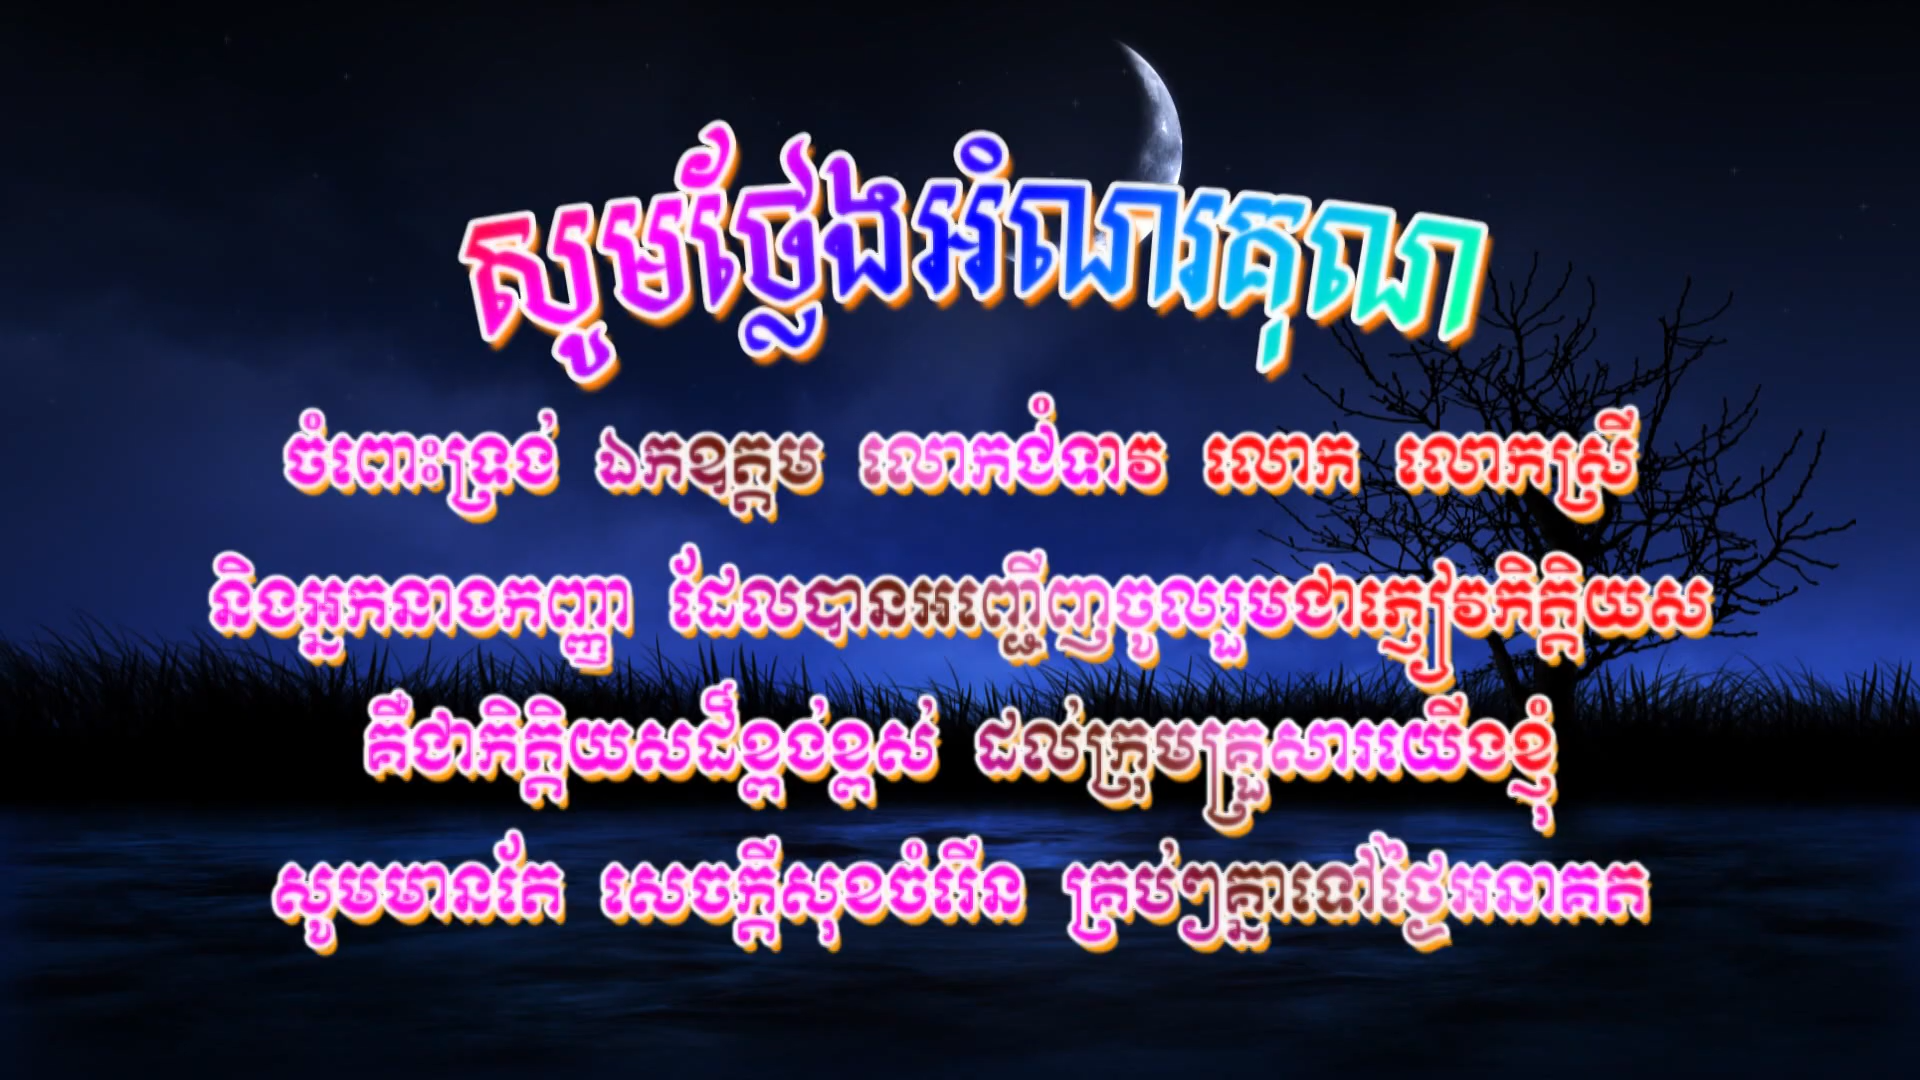 សូមថ្លែងអំណរគុណ
ចំពោះទ្រង់ ឯកឧត្តម លោកជំទាវ លោក លោកស្រី
និងអ្នកនាងកញ្ញា ដែលបានអញ្ជើញចូលរួមជាភ្ញៀវកិត្តិយស
គឺជាកិត្តិយសដ៏ខ្ពង់ខ្ពស់ ដល់ក្រុមគ្រួសារយើងខ្ញុំ
សូមមានតែ សេចក្តីសុខចំរើន គ្រប់ៗគ្នាទៅថ្ងៃអនាគត